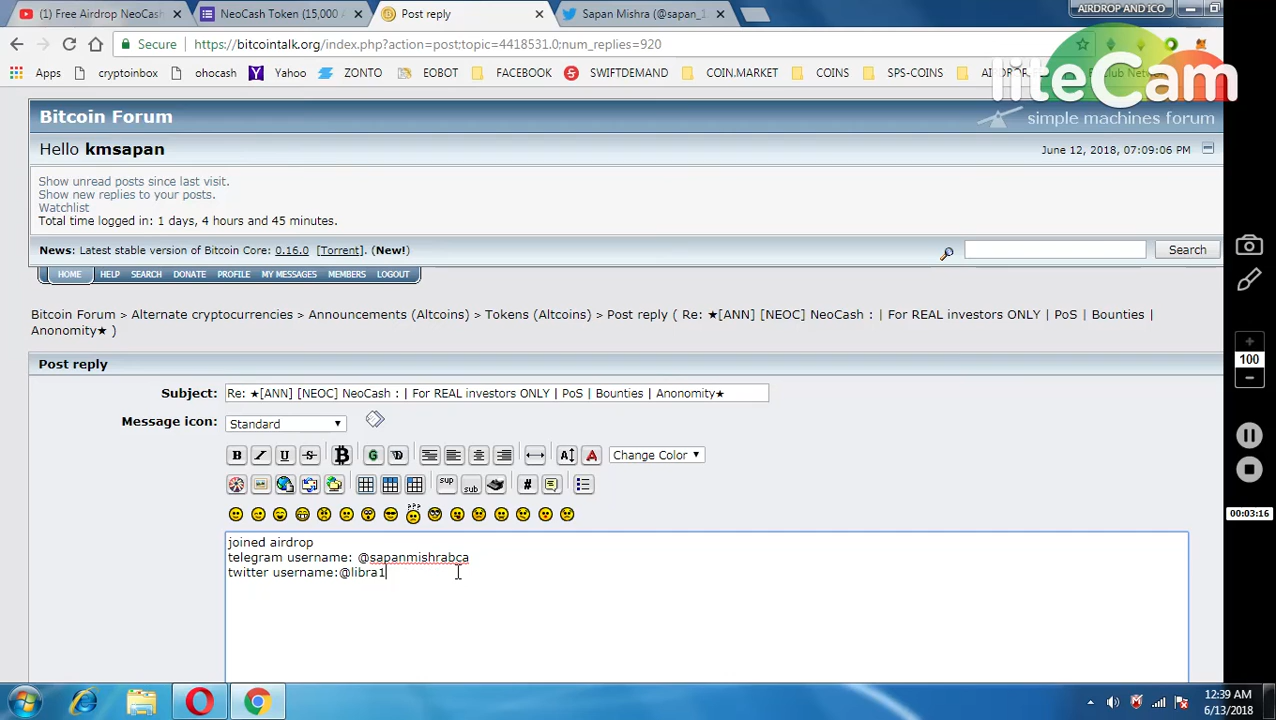 (1) Free Airdrop NeoCash
NeoCash Token (15,000
Post reply
Sapan Mishra (@sapan_1
AIRDROP AND ICO
Secure
https://bitcointalk.org/index.php?action=post;topic=4418531.0;num_replies=920
Apps
cryptoinbox
ohocash
Yahoo
ZONTO
EOBOT
FACEBOOK
SWIFTDEMAND
COIN.MARKET
COINS
SPS-COINS
liteCam
Bitcoin Forum
simple machines forum
Hello kmsapan
June 12, 2018, 07:09:06 PM
Show unread posts since last visit.
Show new replies to your posts.
Watchlist
Total time logged in: 1 days, 4 hours and 45 minutes.
News: Latest stable version of Bitcoin Core: 0.16.0 [Torrent]. (New!)
Search
HOME HELP SEARCH DONATE PROFILE MY MESSAGES MEMBERS LOGOUT
Bitcoin Forum > Alternate cryptocurrencies > Announcements (Altcoins) > Tokens (Altcoins) > Post reply ( Re: ★[ANN] [NEOC] NeoCash : | For REAL investors ONLY | PoS | Bounties |
Anonomity★ )
Post reply
Subject: Re: ★[ANN] [NEOC] NeoCash : | For REAL investors ONLY | PoS | Bounties | Anonomity★
Message icon: Standard
Change Color
100
joined airdrop
telegram username: @sapanmishrabca
twitter username:@libra1
00:03:16
12:39 AM
6/13/2018